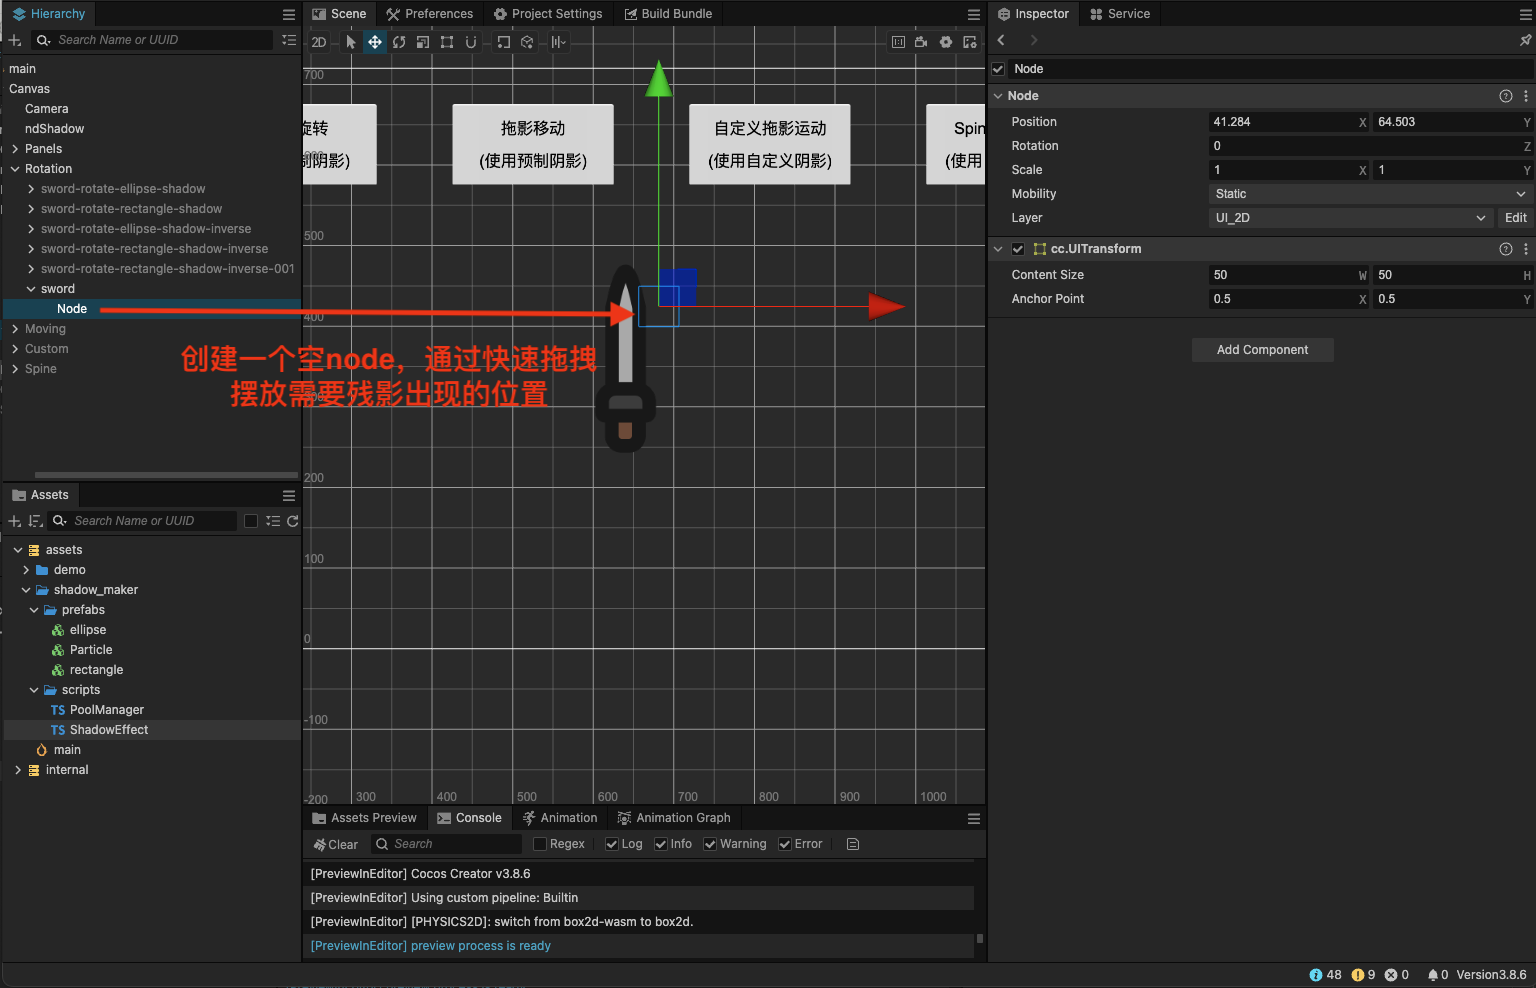 Hierarchy
Search Name or UUID
main
Canvas
Camera
ndShadow
Panels
Rotation
sword-rotate-ellipse-shadow
sword-rotate-rectangle-shadow
sword-rotate-ellipse-shadow-inverse
sword-rotate-rectangle-shadow-inverse
sword-rotate-rectangle-shadow-inverse-001
sword
Node
Moving
Custom
Spine
Assets
Search Name or UUID
assets
demo
shadow_maker
prefabs
ellipse
Particle
rectangle
scripts
TS PoolManager
TS ShadowEffect
main
internal
Scene Preferences Project Settings Build Bundle
2D
700
旋转
制阴影)
拖影移动
(使用预制阴影)
自定义拖影运动
(使用自定义阴影)
Spin
(使用
500
400
创建一个空node，通过快速拖拽
摆放需要残影出现的位置
200
100
0
-100
-200
300 400 500 600 700 800 900 1000
Assets Preview Console Animation Animation Graph
Clear Search Regex Log Info Warning Error
[PreviewInEditor] Cocos Creator v3.8.6
[PreviewInEditor] Using custom pipeline: Builtin
[PreviewInEditor] [PHYSICS2D]: switch from box2d-wasm to box2d.
[PreviewInEditor] preview process is ready
Inspector Service
Node
Node
Position 41.284 X 64.503 Y
Rotation 0 Z
Scale 1 X 1 Y
Mobility Static
Layer UI_2D Edit
cc.UITransform
Content Size 50 W 50 H
Anchor Point 0.5 X 0.5 Y
Add Component
48 9 0 0 Version3.8.6